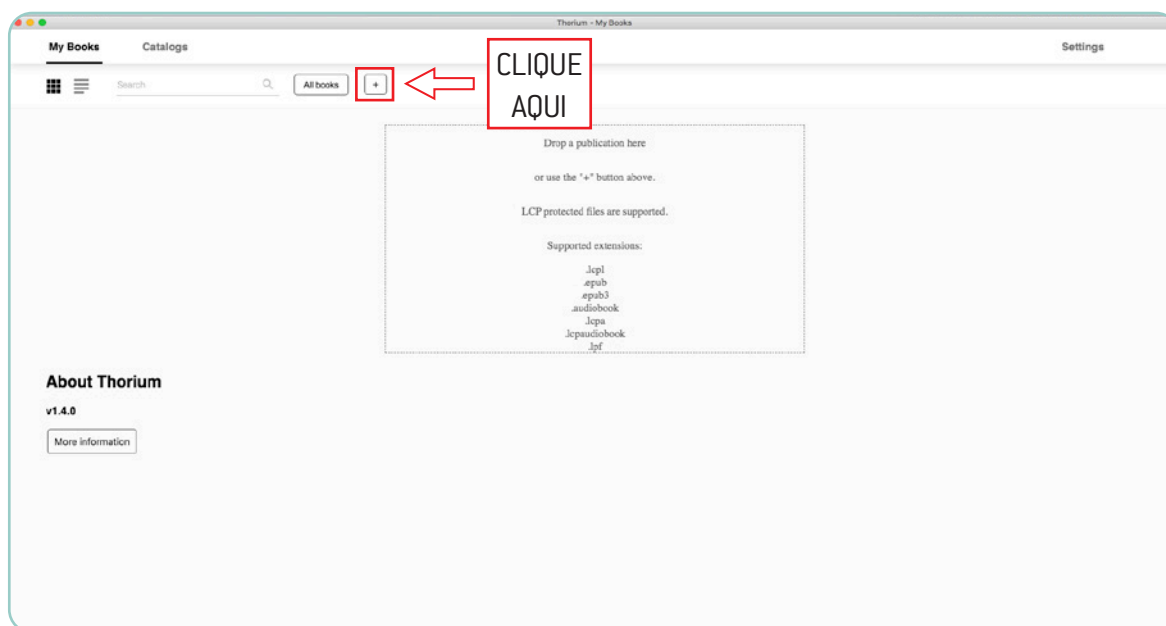 Thorium - My Books
My Books
Catalogs
Settings
Search
All books
+
CLIQUE
AQUI
Drop a publication here
or use the "+" button above.
LCP protected files are supported.
Supported extensions:
.lcpl
.epub
.epub3
.audiobook
.lcpa
.lcpaudiobook
.lpf
About Thorium
v1.4.0
More information